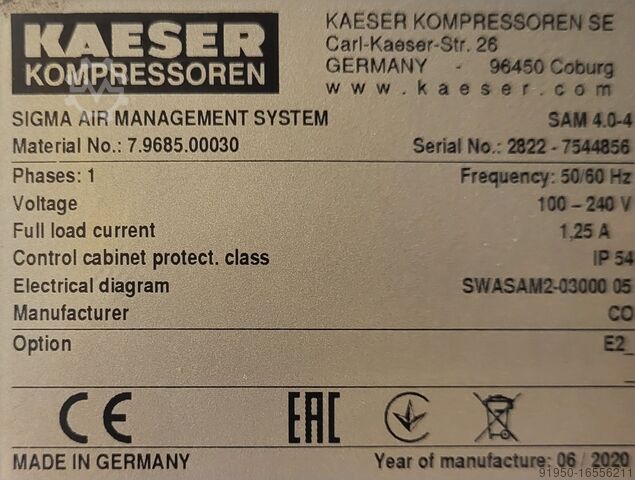 KAESER
KOMPRESSOREN
KAESER KOMPRESSOREN SE
Carl-Kaeser-Str. 26
GERMANY - 96450 Coburg
www.kaeser.com
SIGMA AIR MANAGEMENT SYSTEM SAM 4.0-4
Material No.: 7.9685.00030 Serial No.: 2822 - 7544856
Phases: 1 Frequency: 50/60 Hz
Voltage 100 – 240 V
Full load current 1,25 A
Control cabinet protect. class IP 54
Electrical diagram SWASAM2-03000 05
Manufacturer CO
Option E2_
_
CE EAC
MADE IN GERMANY Year of manufacture: 06 / 2020
91950-16556211